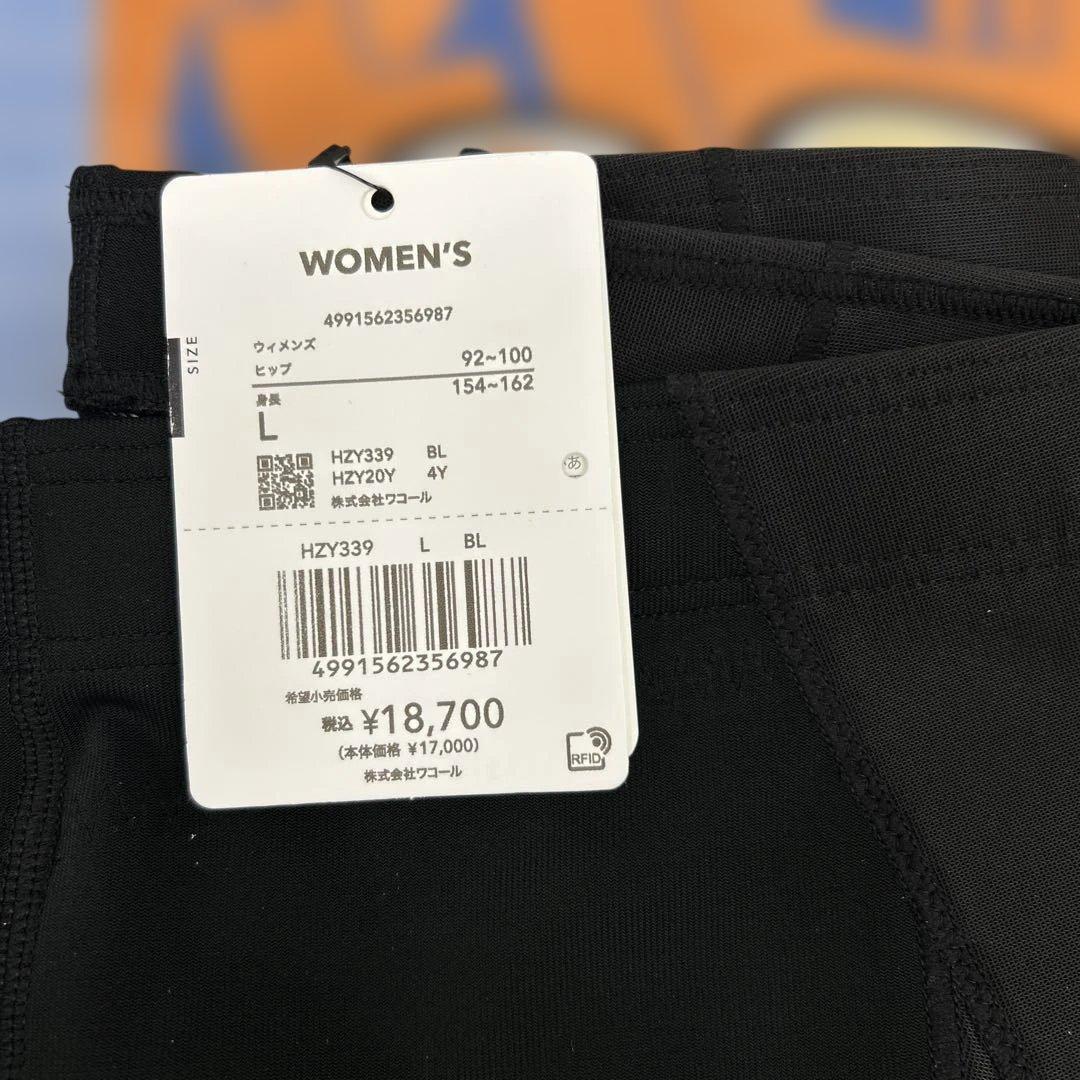 WOMEN'S
4991562356987
SIZE
ウィメンズ
ヒップ 92~100
身長 154~162
L
HZY339 BL
HZY20Y 4Y
株式会社ワコール
あ
HZY339 L BL
4991562356987
希望小売価格
税込 ¥18,700
(本体価格 ¥17,000)
株式会社ワコール
RFID